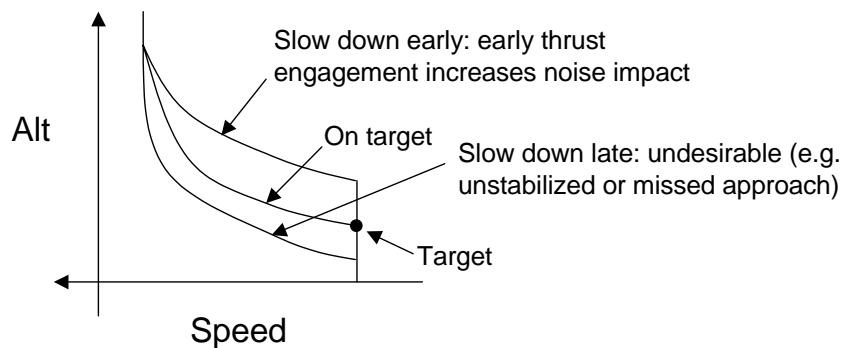 Slow down early: early thrust
engagement increases noise impact
Alt
On target
Slow down late: undesirable (e.g.
unstabilized or missed approach)
Target
Speed